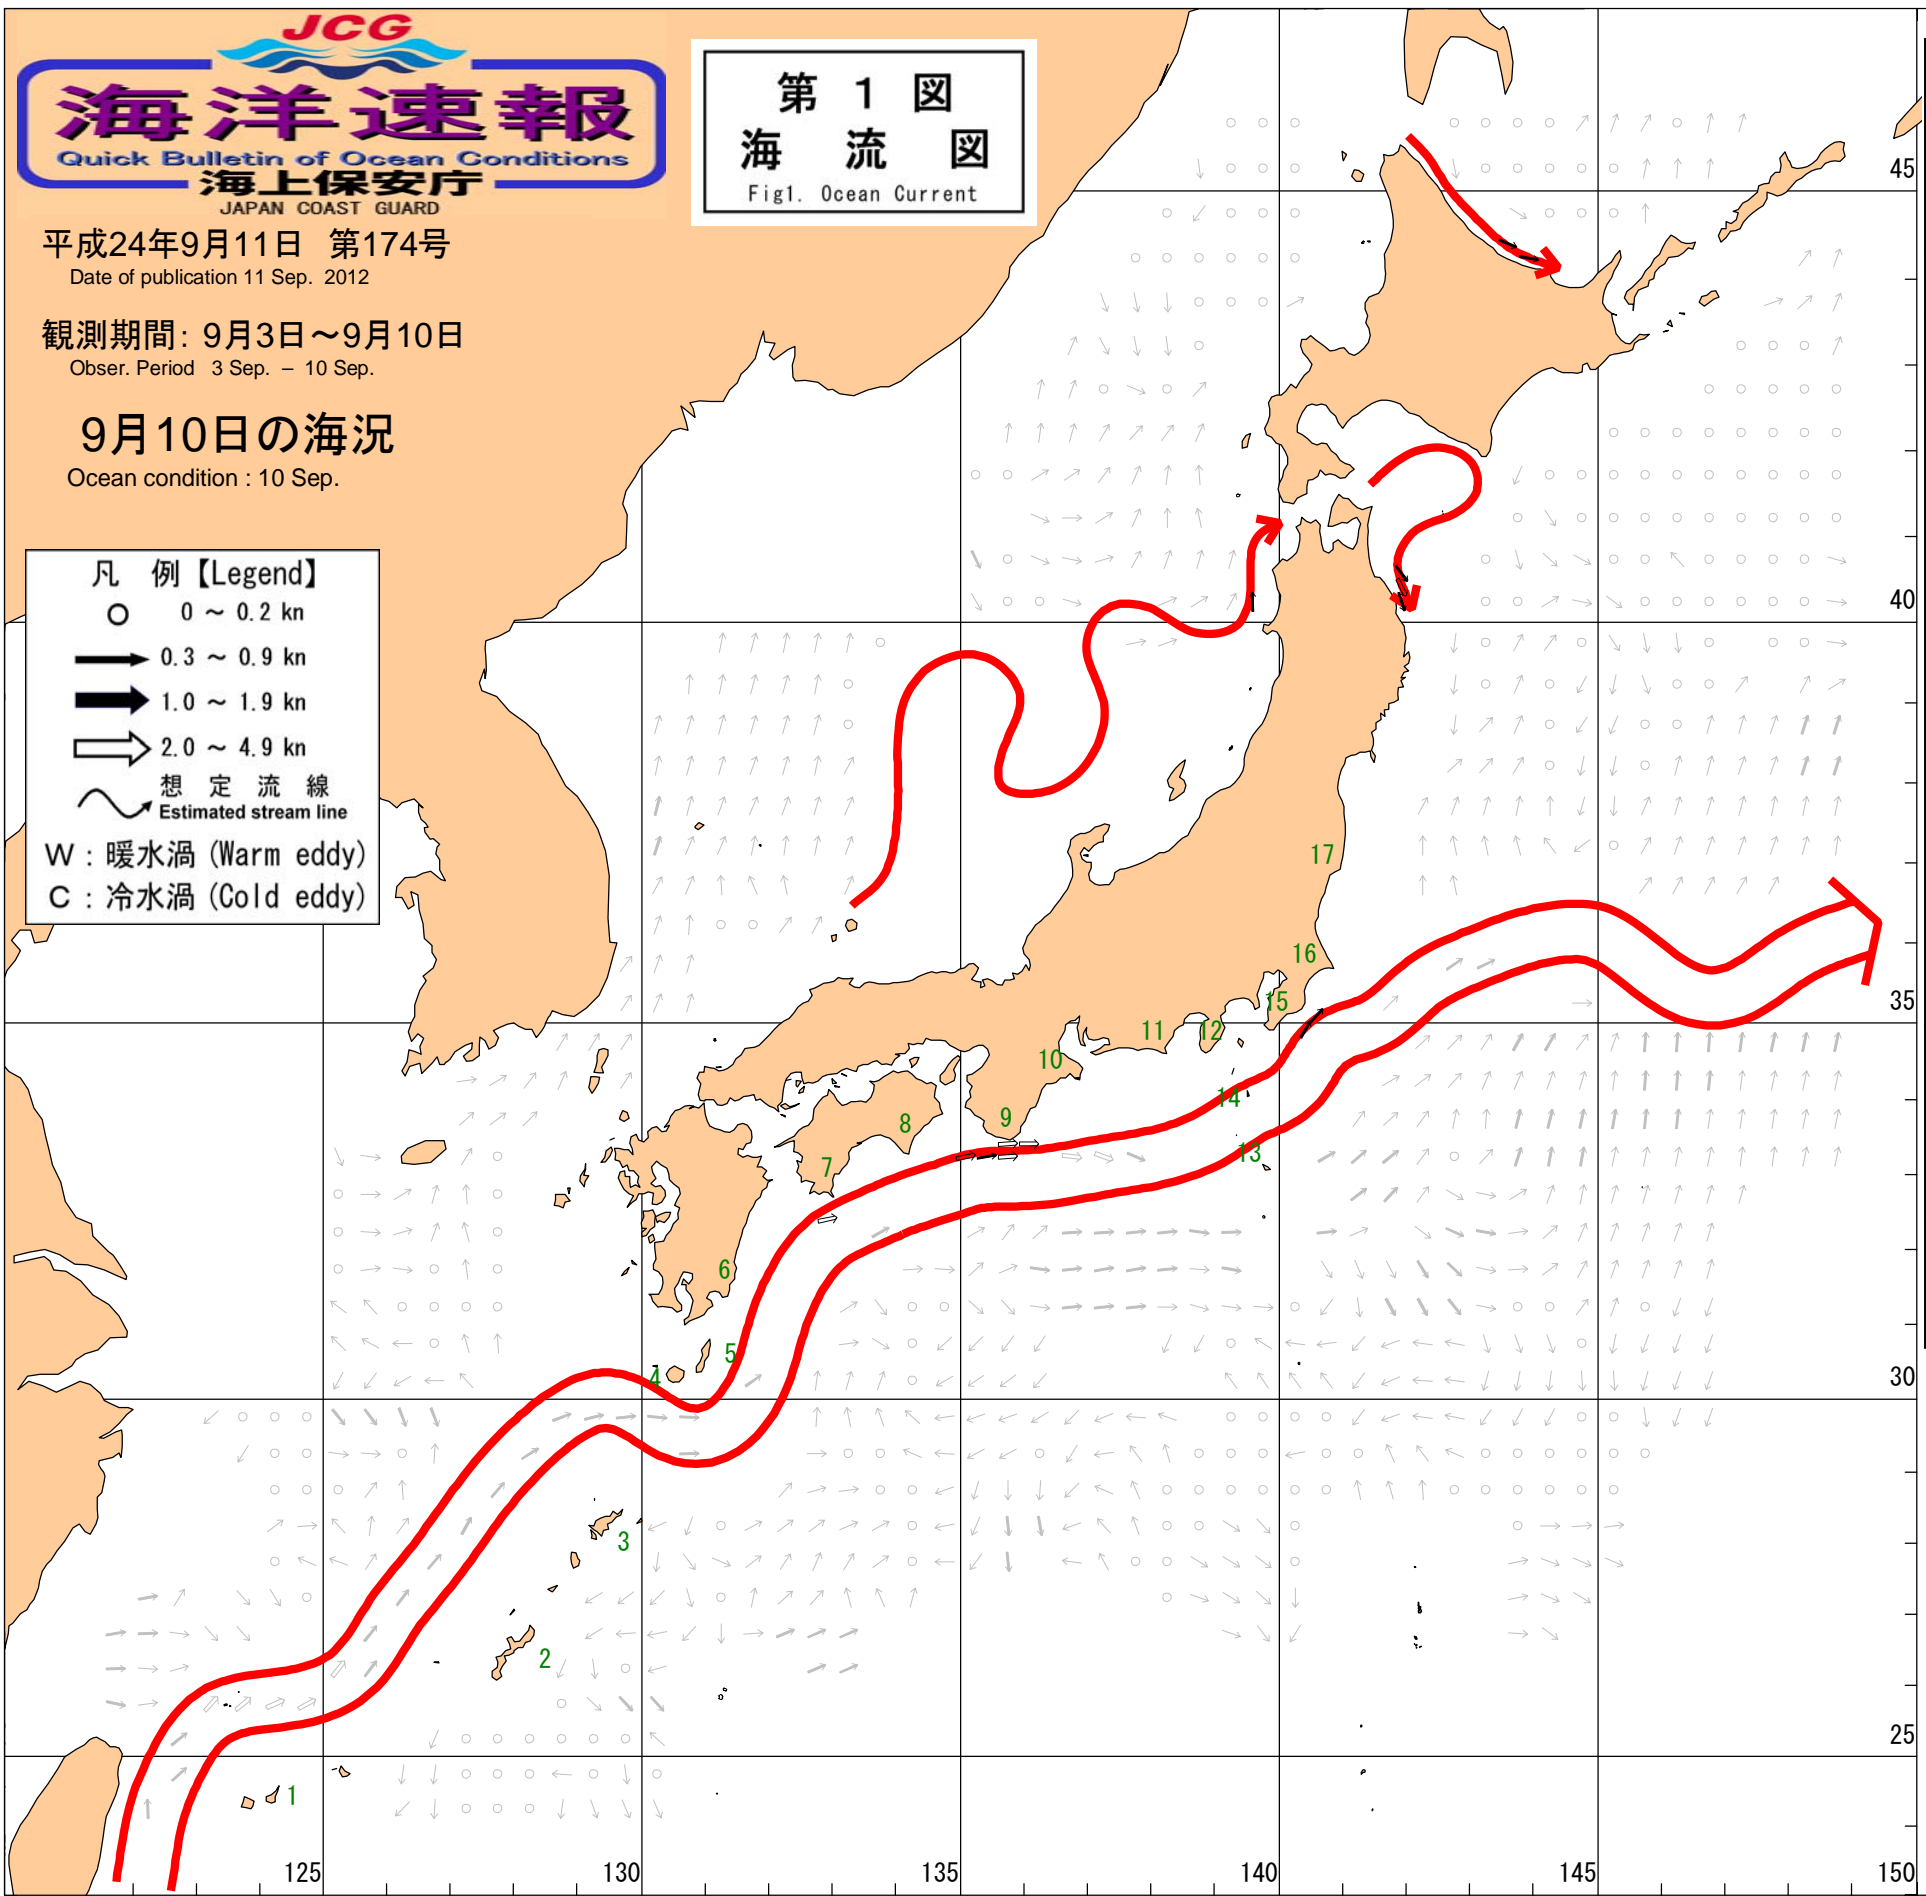 JCG
海洋速報
Quick Bulletin of Ocean Conditions
海上保安庁
JAPAN COAST GUARD
第 1 図
海 流 図
Fig1. Ocean Current
平成24年9月11日 第174号
Date of publication 11 Sep. 2012
観測期間: 9月3日～9月10日
Obser. Period 3 Sep. – 10 Sep.
9月10日の海況
Ocean condition : 10 Sep.
凡 例【Legend】
0 ～ 0.2 kn
0.3 ～ 0.9 kn
1.0 ～ 1.9 kn
2.0 ～ 4.9 kn
想 定 流 線
Estimated stream line
W : 暖水渦 (Warm eddy)
C : 冷水渦 (Cold eddy)
45
40
17
16
35
15
12
11
10
14
9
8
13
7
6
5
4
30
3
2
25
1
125
130
135
140
145
150